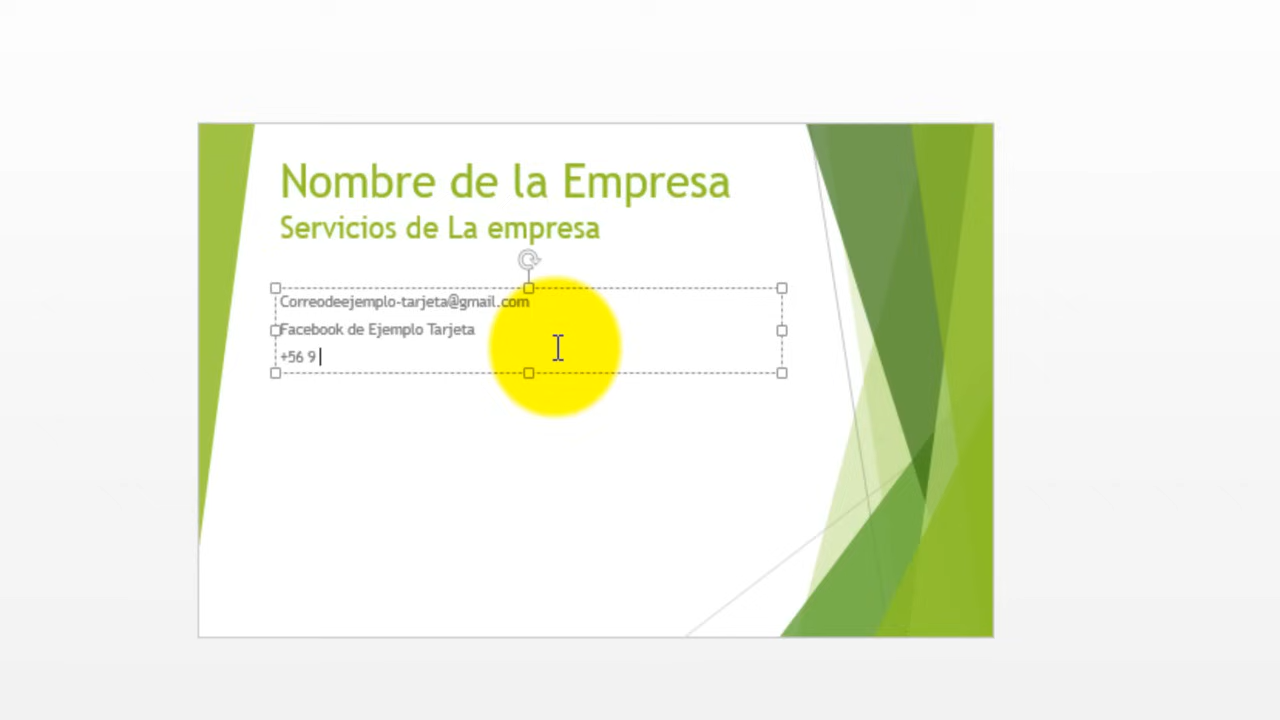 Nombre de la Empresa
Servicios de La empresa
Correodeejemplo-tarjeta@gmail.com
Facebook de Ejemplo Tarjeta
+56 9